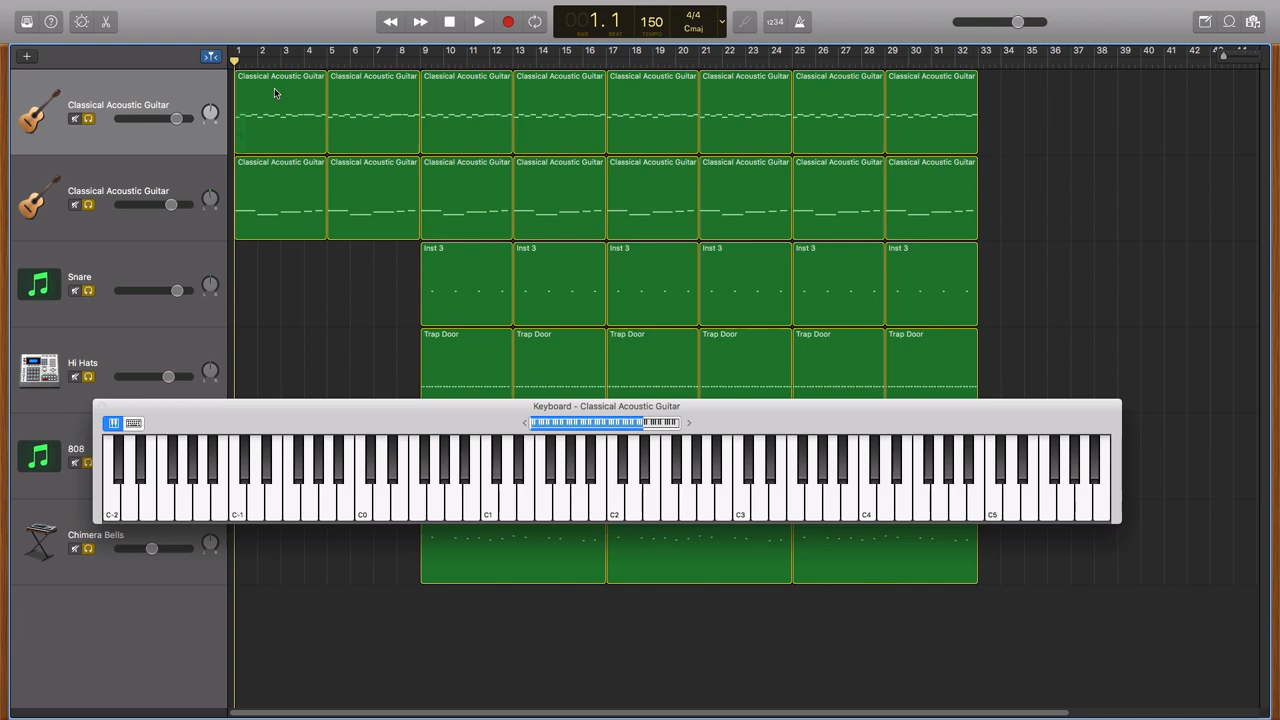 001. 1
BAR
BEAT
150
TEMPO
4/4
Cmaj
1234
1 2 3 4 5 6 7 8 9 10 11 12 13 14 15 16 17 18 19 20 21 22 23 24 25 26 27 28 29 30 31 32 33 34 35 36 37 38 39 40 41 42
Classical Acoustic Guitar
Classical Acoustic Guitar Classical Acoustic Guitar Classical Acoustic Guitar Classical Acoustic Guitar Classical Acoustic Guitar Classical Acoustic Guitar Classical Acoustic Guitar Classical Acoustic Guitar
Classical Acoustic Guitar
Classical Acoustic Guitar Classical Acoustic Guitar Classical Acoustic Guitar Classical Acoustic Guitar Classical Acoustic Guitar Classical Acoustic Guitar Classical Acoustic Guitar Classical Acoustic Guitar
Snare
Inst 3 Inst 3 Inst 3 Inst 3 Inst 3 Inst 3
Hi Hats
Trap Door Trap Door Trap Door Trap Door Trap Door Trap Door
Keyboard - Classical Acoustic Guitar
808
C-2 C-1 C0 C1 C2 C3 C4 C5
Chimera Bells